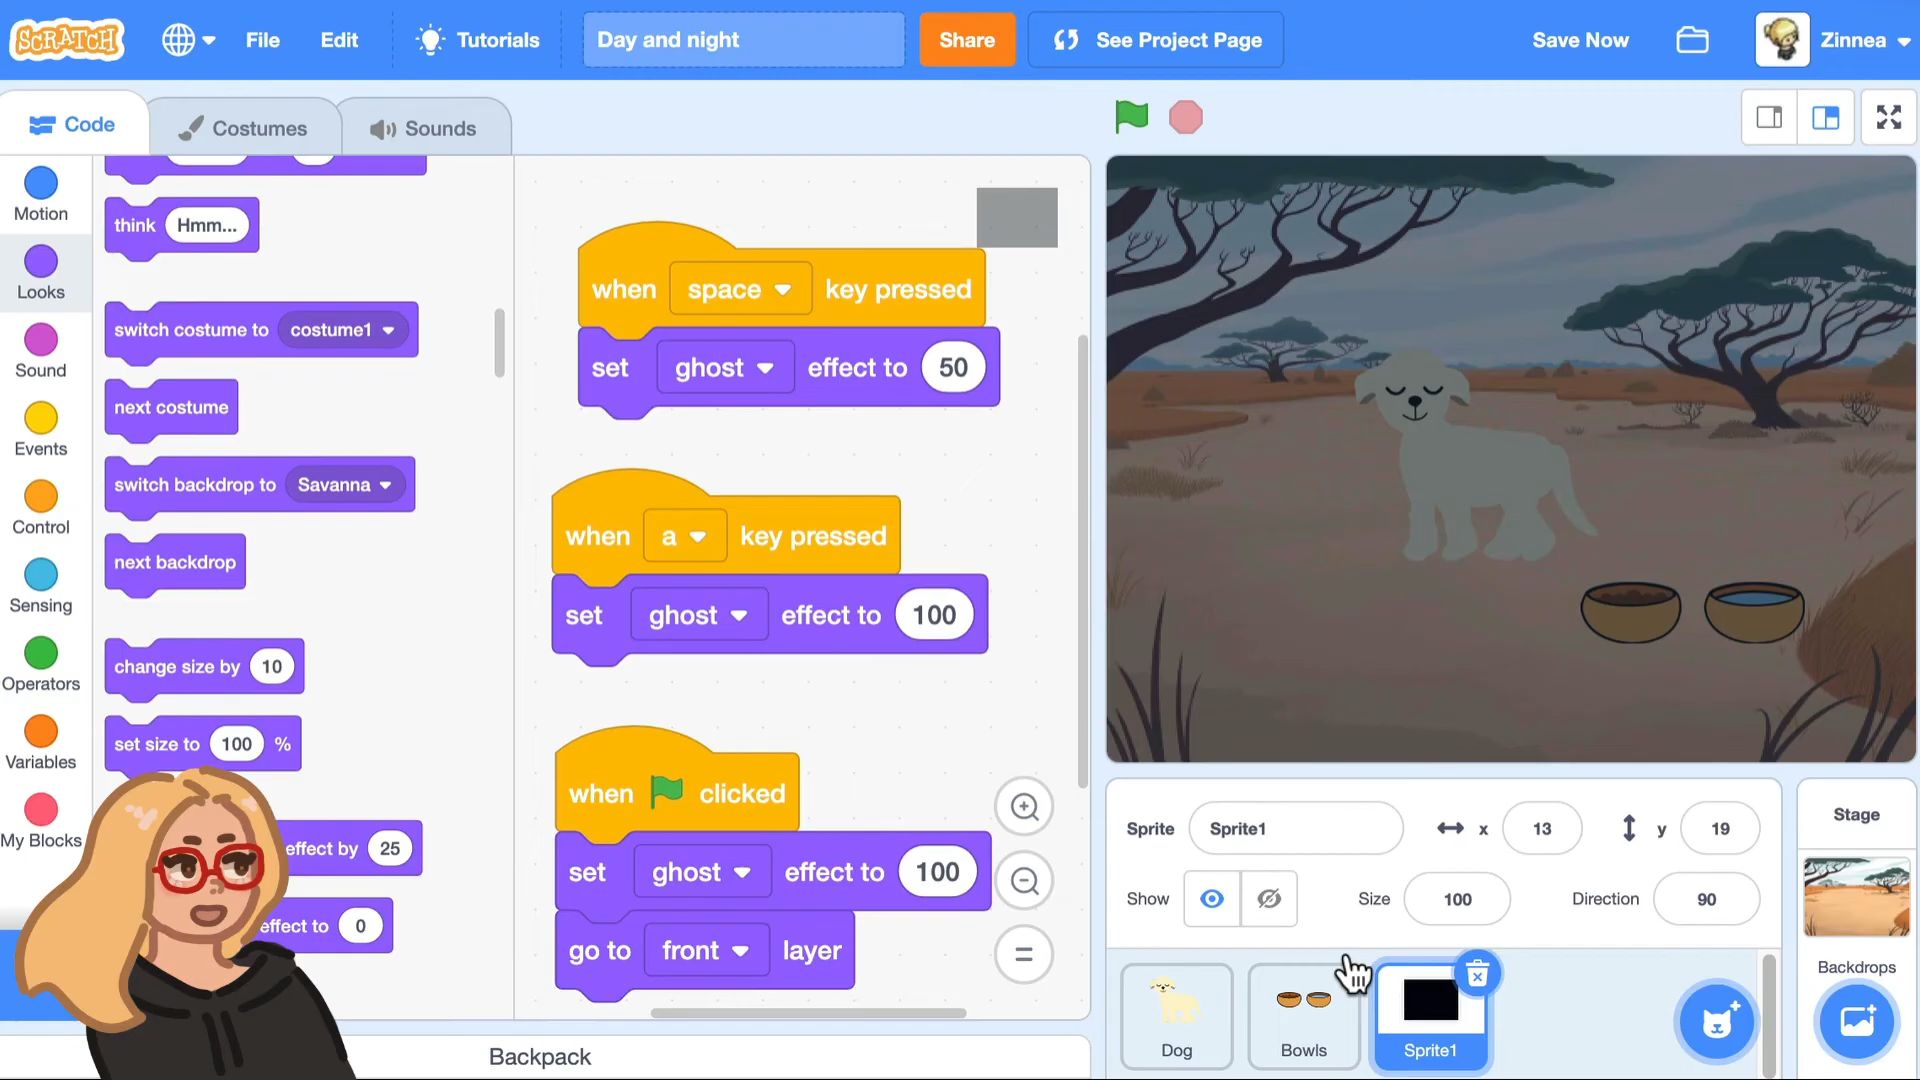 SCRATCH
File
Edit
Tutorials
Day and night
Share
See Project Page
Save Now
Zinnea
Code
Costumes
Sounds
Motion
Looks
Sound
Events
Control
Sensing
Operators
Variables
My Blocks
think Hmm...
switch costume to costume1
next costume
switch backdrop to Savanna
next backdrop
change size by 10
set size to 100 %
effect by 25
effect to 0
when space key pressed
set ghost effect to 50
when a key pressed
set ghost effect to 100
when clicked
set ghost effect to 100
go to front layer
Backpack
Sprite Sprite1 x 13 y 19
Show Size 100 Direction 90
Dog
Bowls
Sprite1
Stage
Backdrops